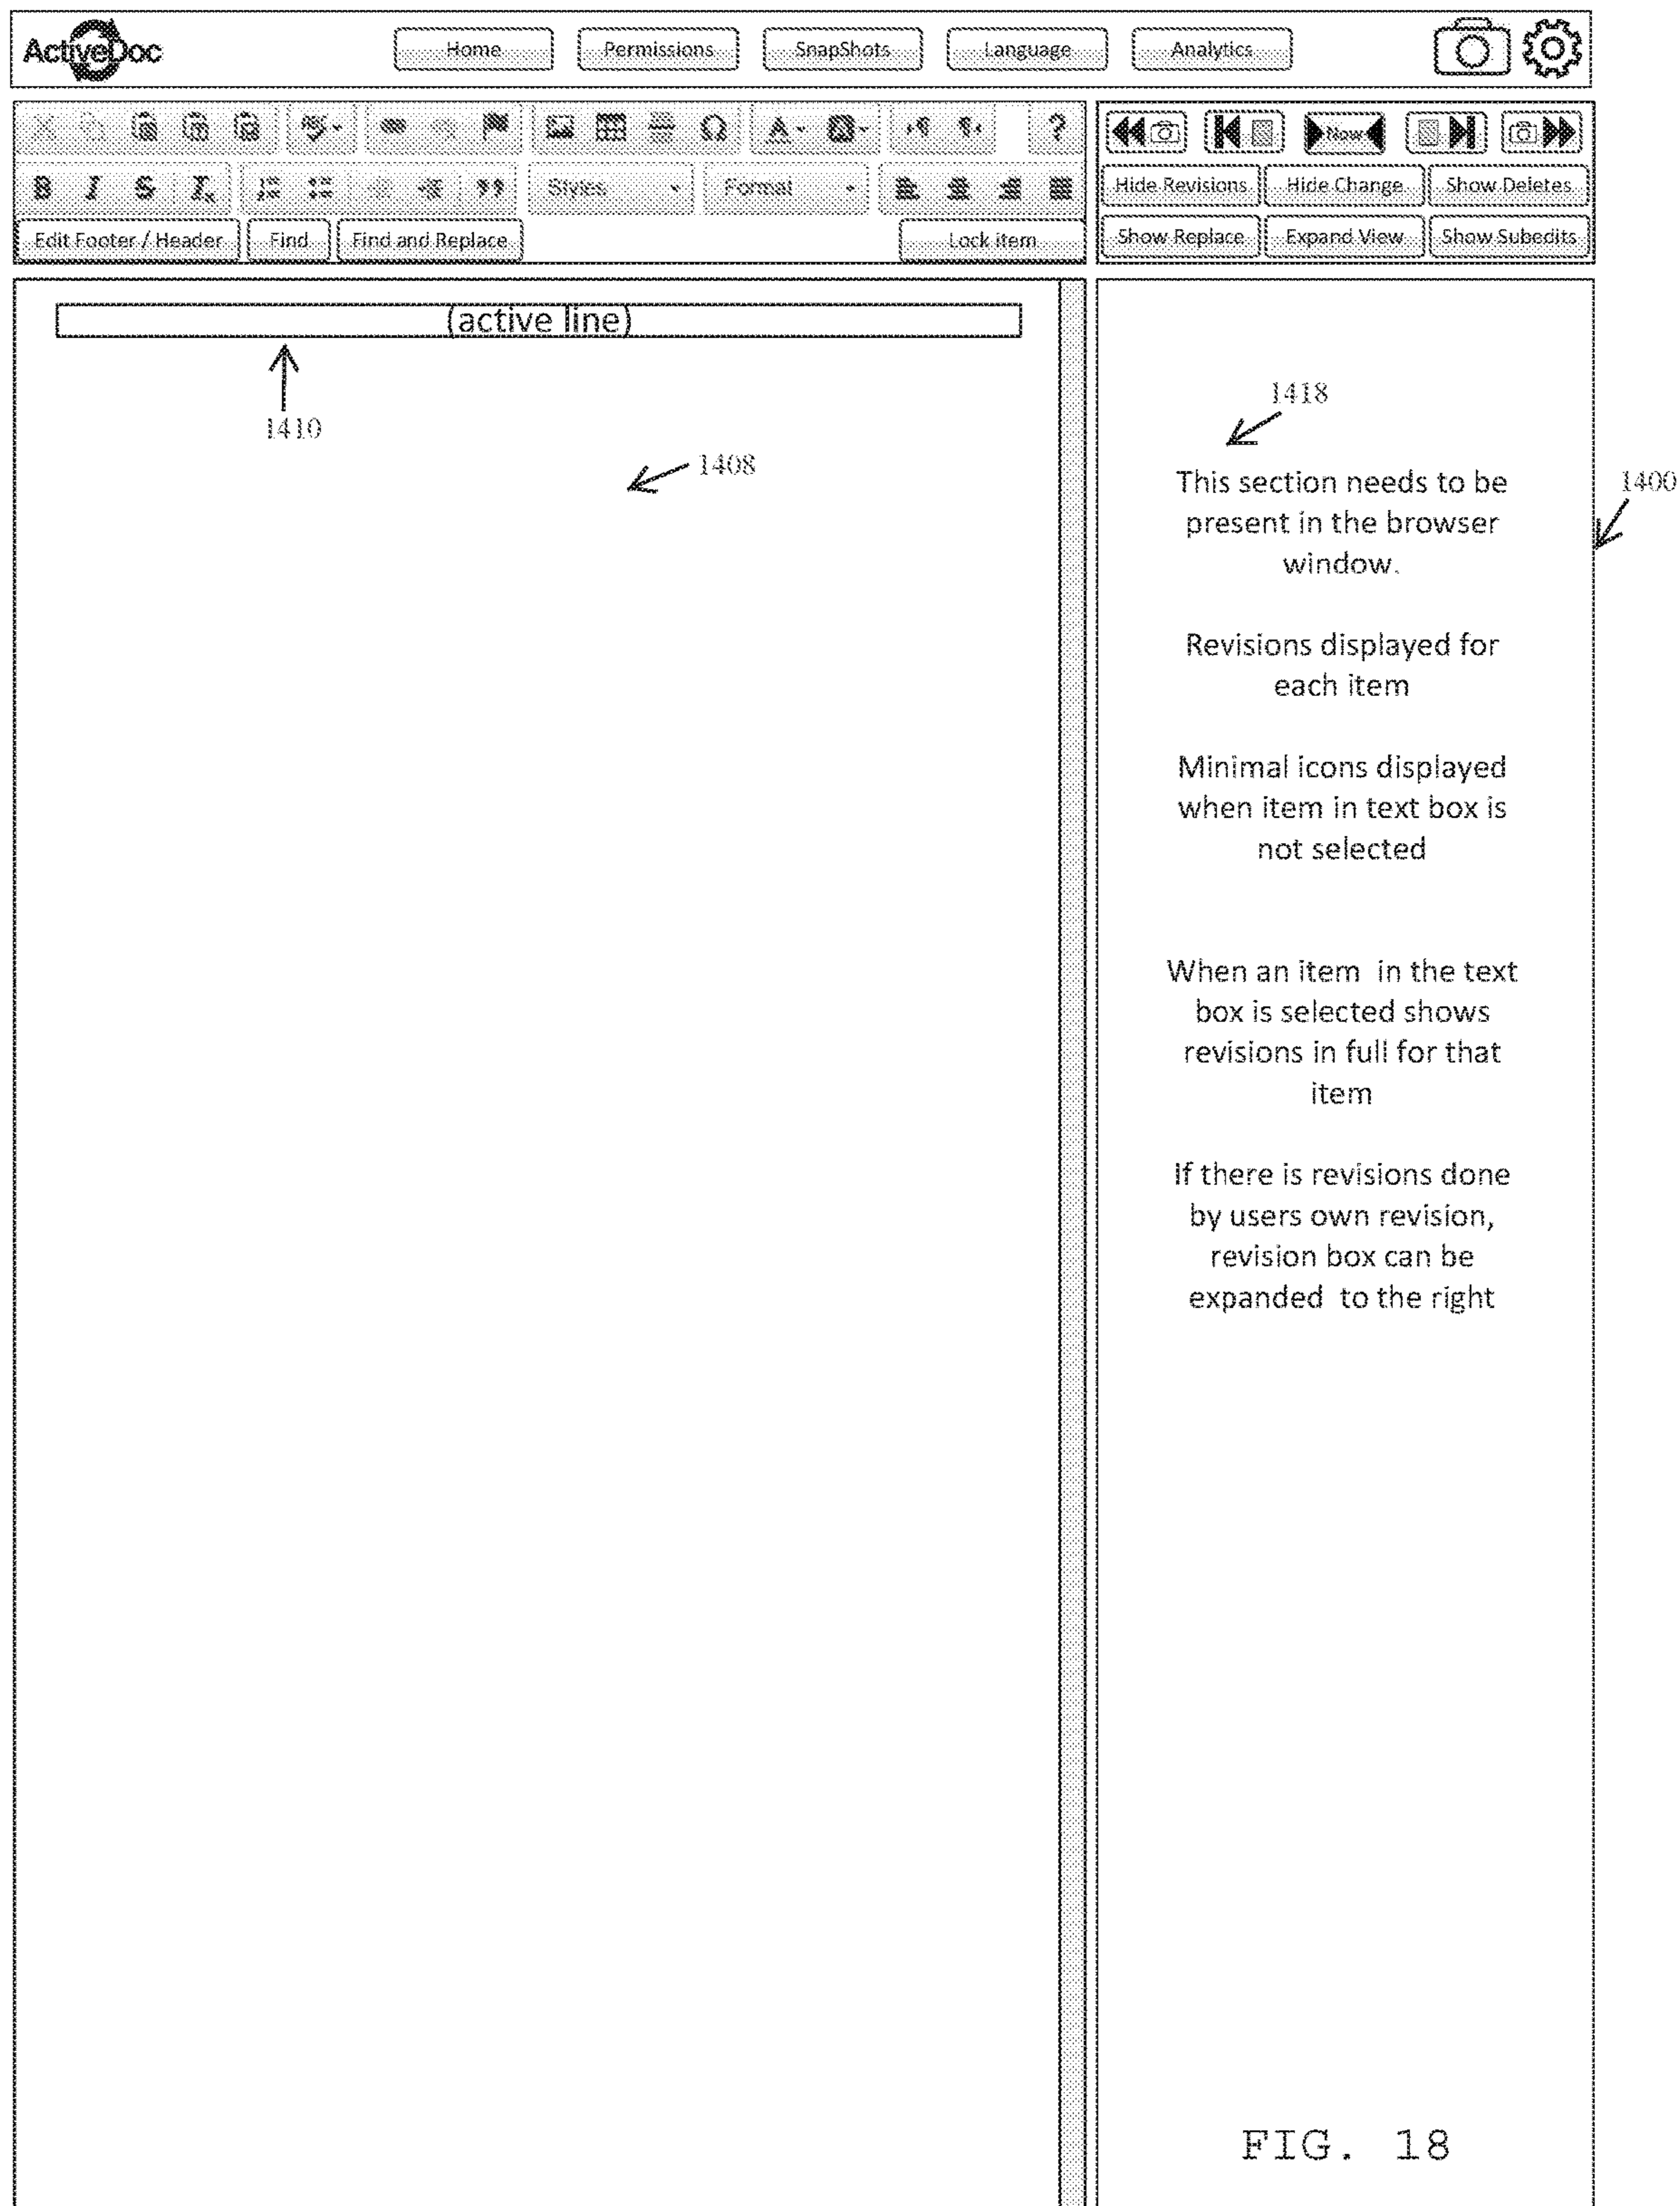 ActiveDoc
Home Permissions SnapShots Language Analytics
? Now
B I S Ix Styles Format Hide Revisions Hide Change Show Deletes
Edit Footer / Header Find Find and Replace Lock item Show Replace Expand View Show Subedits
(active line)
1418
1410
1408
1400
This section needs to be
present in the browser
window.
Revisions displayed for
each item
Minimal icons displayed
when item in text box is
not selected
When an item in the text
box is selected shows
revisions in full for that
item
If there is revisions done
by users own revision,
revision box can be
expanded to the right
FIG. 18